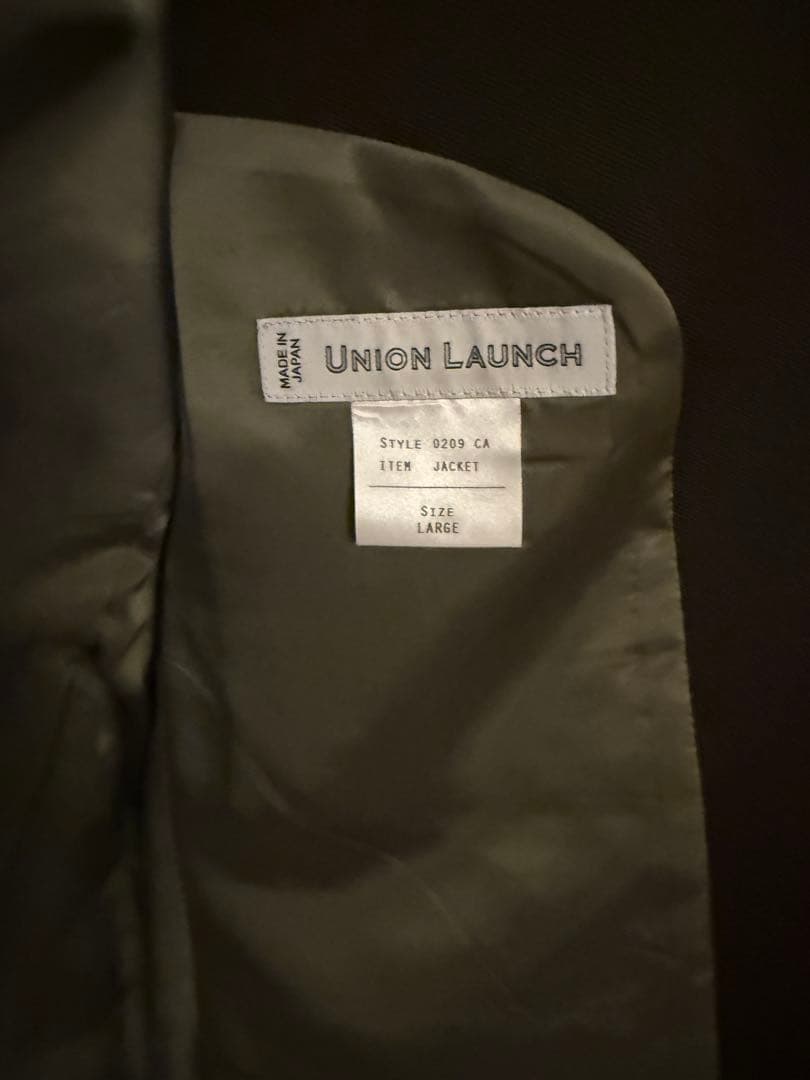 MADE IN
JAPAN
UNION LAUNCH
STYLE 0209 CA
ITEM JACKET
SIZE
LARGE